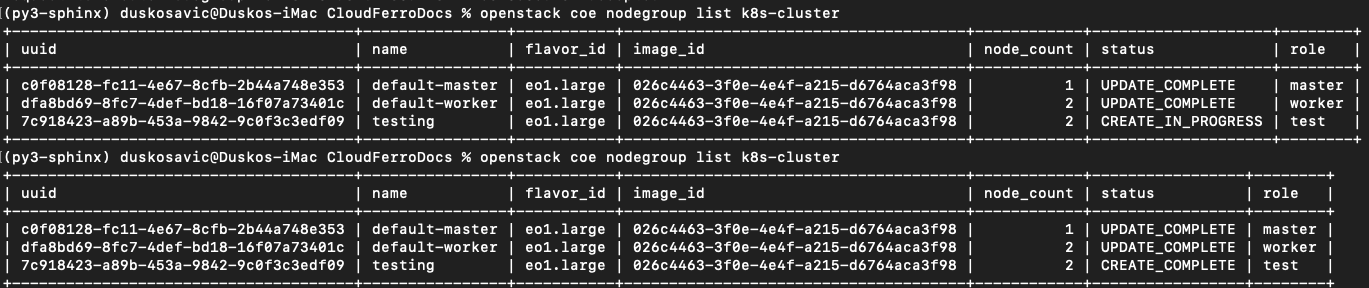 [(py3-sphinx) duskosavic@Duskos-iMac CloudFerroDocs % openstack coe nodegroup list k8s-cluster
+--------------------------------------+----------------+-----------+--------------------------------------+------------+--------------------+--------+
| uuid                                 | name           | flavor_id | image_id                             | node_count | status             | role   |
+--------------------------------------+----------------+-----------+--------------------------------------+------------+--------------------+--------+
| c0f08128-fc11-4e67-8cfb-2b44a748e353 | default-master | eo1.large | 026c4463-3f0e-4e4f-a215-d6764aca3f98 |          1 | UPDATE_COMPLETE    | master |
| dfa8bd69-8fc7-4def-bd18-16f07a73401c | default-worker | eo1.large | 026c4463-3f0e-4e4f-a215-d6764aca3f98 |          2 | UPDATE_COMPLETE    | worker |
| 7c918423-a89b-453a-9842-9c0f3c3edf09 | testing        | eo1.large | 026c4463-3f0e-4e4f-a215-d6764aca3f98 |          2 | CREATE_IN_PROGRESS | test   |
+--------------------------------------+----------------+-----------+--------------------------------------+------------+--------------------+--------+
[(py3-sphinx) duskosavic@Duskos-iMac CloudFerroDocs % openstack coe nodegroup list k8s-cluster
+--------------------------------------+----------------+-----------+--------------------------------------+------------+-----------------+--------+
| uuid                                 | name           | flavor_id | image_id                             | node_count | status          | role   |
+--------------------------------------+----------------+-----------+--------------------------------------+------------+-----------------+--------+
| c0f08128-fc11-4e67-8cfb-2b44a748e353 | default-master | eo1.large | 026c4463-3f0e-4e4f-a215-d6764aca3f98 |          1 | UPDATE_COMPLETE | master |
| dfa8bd69-8fc7-4def-bd18-16f07a73401c | default-worker | eo1.large | 026c4463-3f0e-4e4f-a215-d6764aca3f98 |          2 | UPDATE_COMPLETE | worker |
| 7c918423-a89b-453a-9842-9c0f3c3edf09 | testing        | eo1.large | 026c4463-3f0e-4e4f-a215-d6764aca3f98 |          2 | CREATE_COMPLETE | test   |
+--------------------------------------+----------------+-----------+--------------------------------------+------------+-----------------+--------+